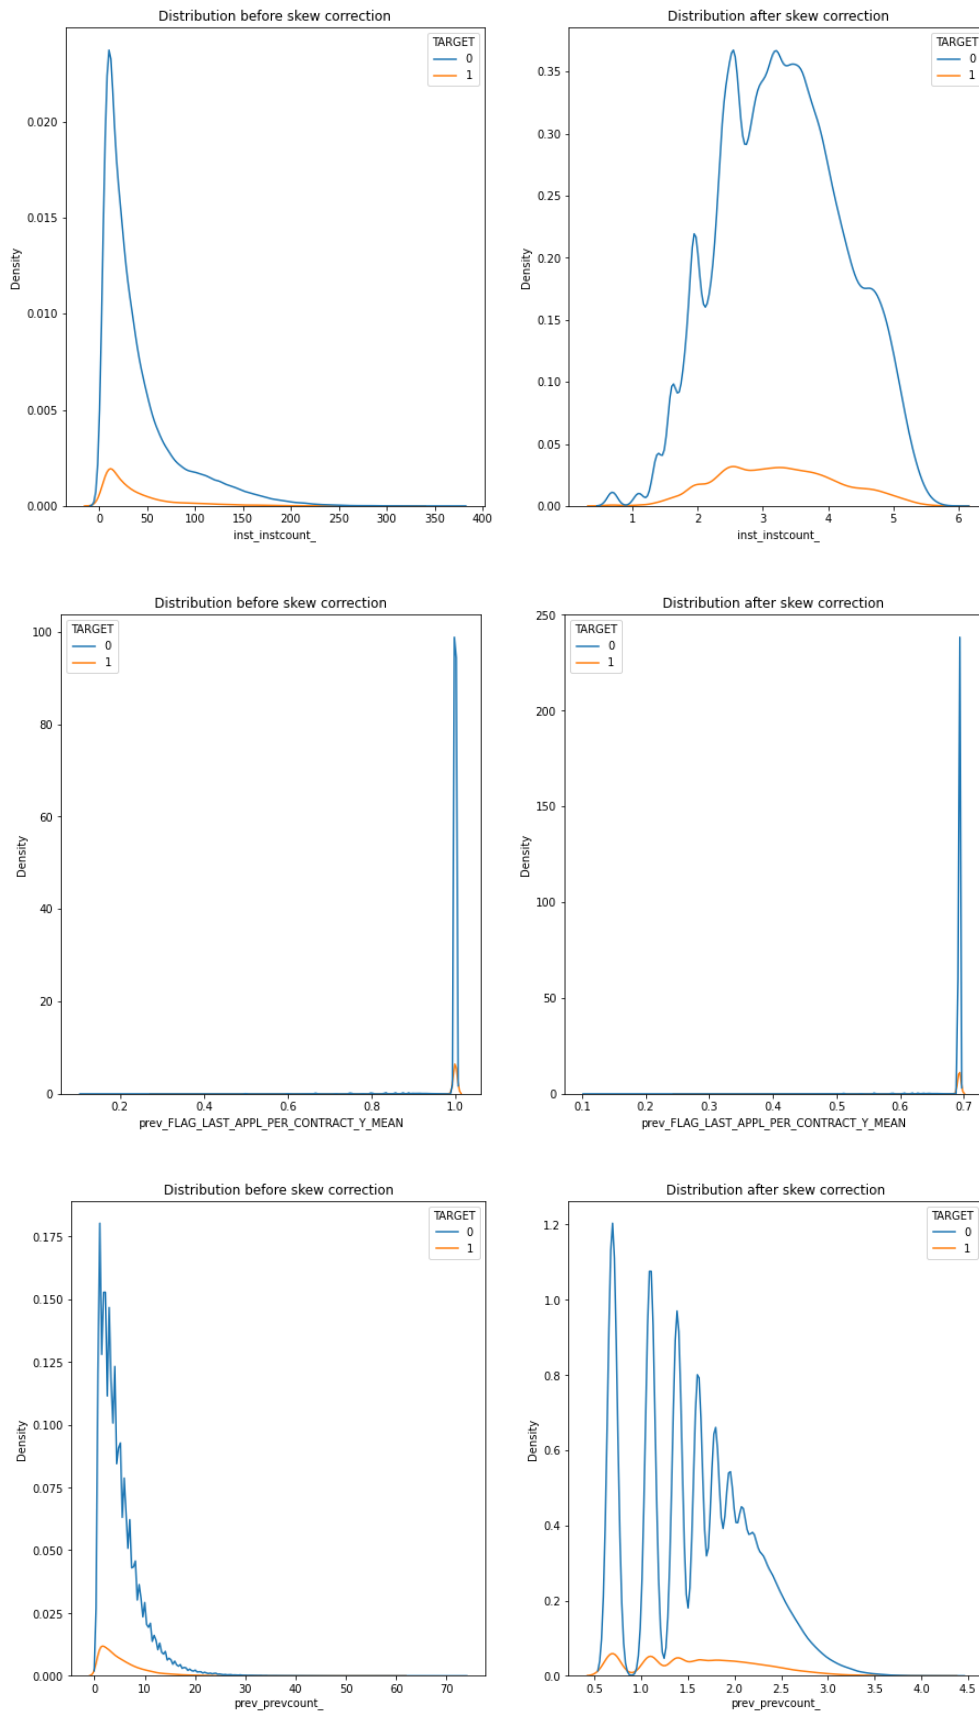 Distribution before skew correction
TARGET
0
1
0.020
0.015
0.010
0.005
0.000
Density
0 50 100 150 200 250 300 350 400
inst_instcount_
Distribution after skew correction
TARGET
0
1
0.35
0.30
0.25
0.20
0.15
0.10
0.05
0.00
Density
1 2 3 4 5 6
inst_instcount_
Distribution before skew correction
TARGET
0
1
100
80
60
40
20
0
Density
0.2 0.4 0.6 0.8 1.0
prev_FLAG_LAST_APPL_PER_CONTRACT_Y_MEAN
Distribution after skew correction
TARGET
0
1
250
200
150
100
50
0
Density
0.1 0.2 0.3 0.4 0.5 0.6 0.7
prev_FLAG_LAST_APPL_PER_CONTRACT_Y_MEAN
Distribution before skew correction
TARGET
0
1
0.175
0.150
0.125
0.100
0.075
0.050
0.025
0.000
Density
0 10 20 30 40 50 60 70
prev_prevcount_
Distribution after skew correction
TARGET
0
1
1.2
1.0
0.8
0.6
0.4
0.2
0.0
Density
0.5 1.0 1.5 2.0 2.5 3.0 3.5 4.0 4.5
prev_prevcount_